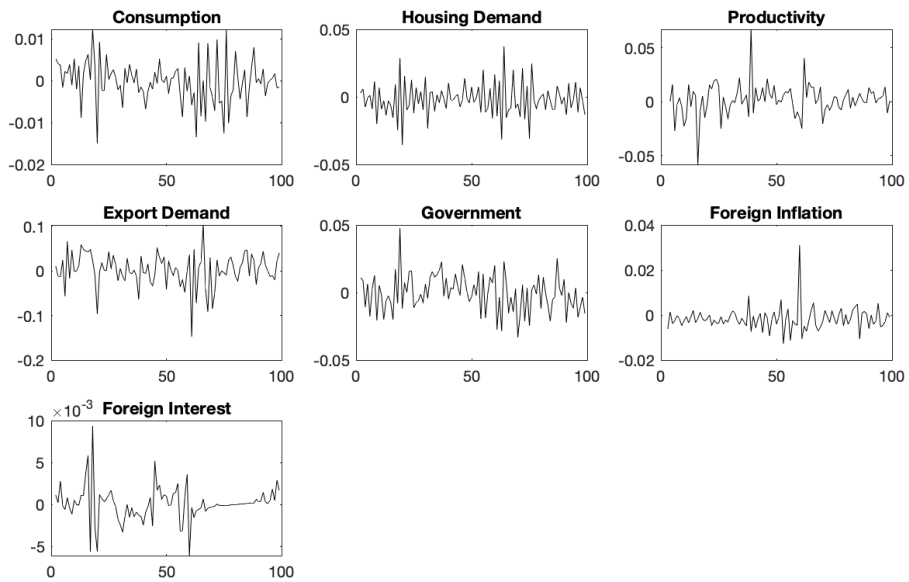 Consumption
0.01
0
-0.01
-0.02
0 50 100
Housing Demand
0.05
0
-0.05
0 50 100
Productivity
0.05
0
-0.05
0 50 100
Export Demand
0.1
0
-0.1
-0.2
0 50 100
Government
0.05
0
-0.05
0 50 100
Foreign Inflation
0.04
0.02
0
-0.02
0 50 100
Foreign Interest
×10⁻³
10
5
0
-5
0 50 100